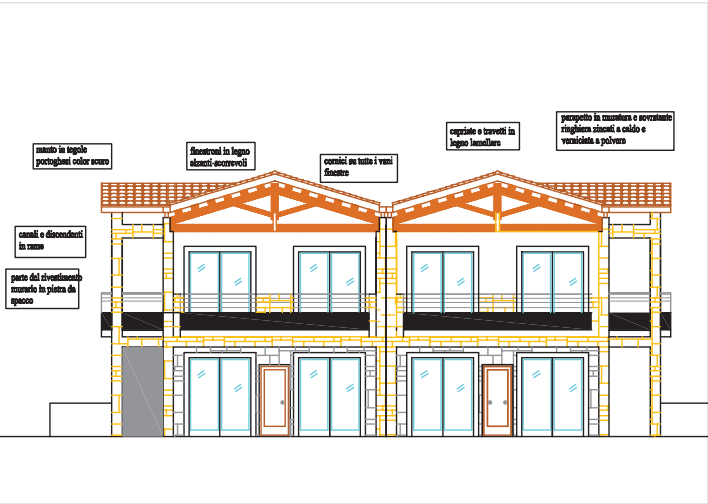 manto in tegole
portoghesi color scuro
finestroni in legno
alzanti-scorrevoli
cornici su tutte i vani
finestre
capriate e travetti in
legno lamellare
parapetto in muratura e sovrstante
ringhiera zincati a caldo e
verniciata a polvere
canali e discendenti
in rame
parte del rivestimento
murario in pietra da
spacco